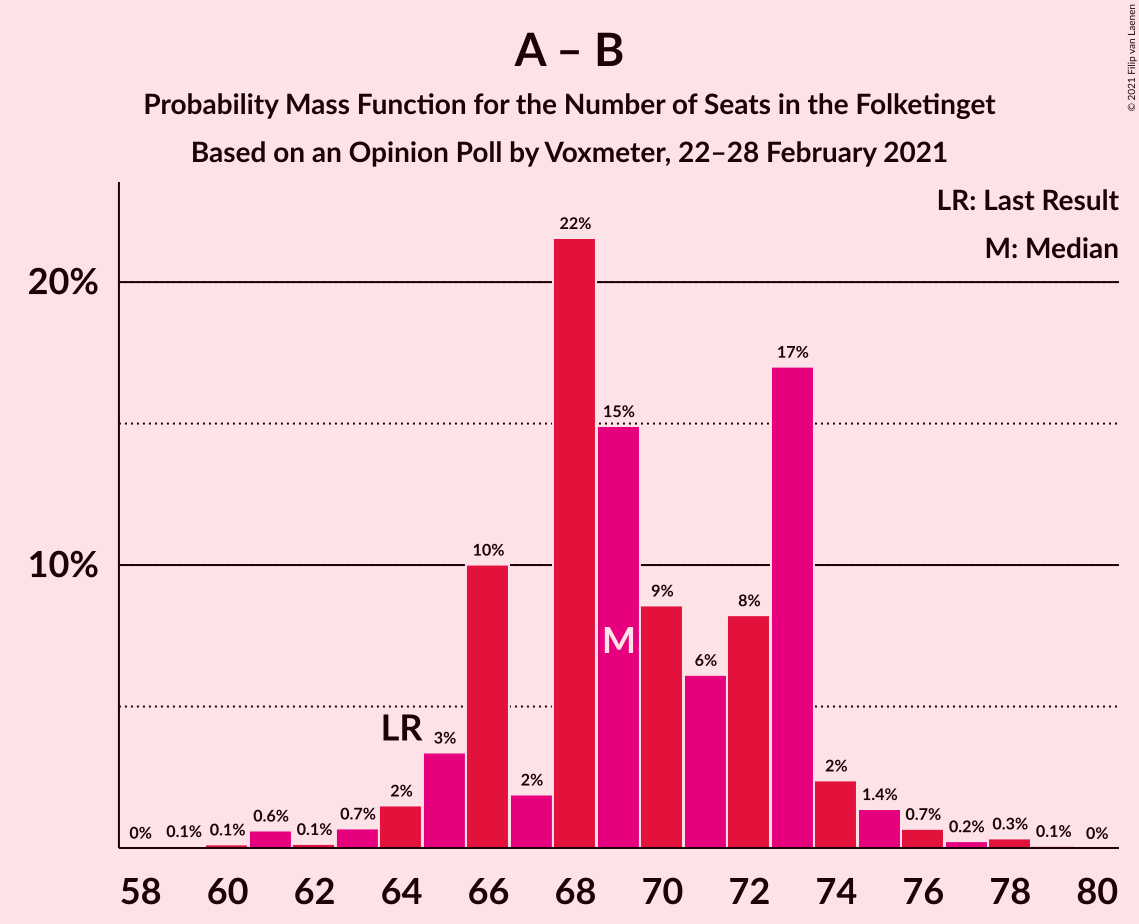 A – B
Probability Mass Function for the Number of Seats in the Folketinget
Based on an Opinion Poll by Voxmeter, 22–28 February 2021
© 2021 Filip van Laenen
LR: Last Result
M: Median
20%
10%
0%
0.1%
0.1%
0.6%
0.1%
0.7%
2%
LR
3%
10%
2%
22%
15%
M
9%
6%
8%
17%
2%
1.4%
0.7%
0.2%
0.3%
0.1%
0%
58 60 62 64 66 68 70 72 74 76 78 80